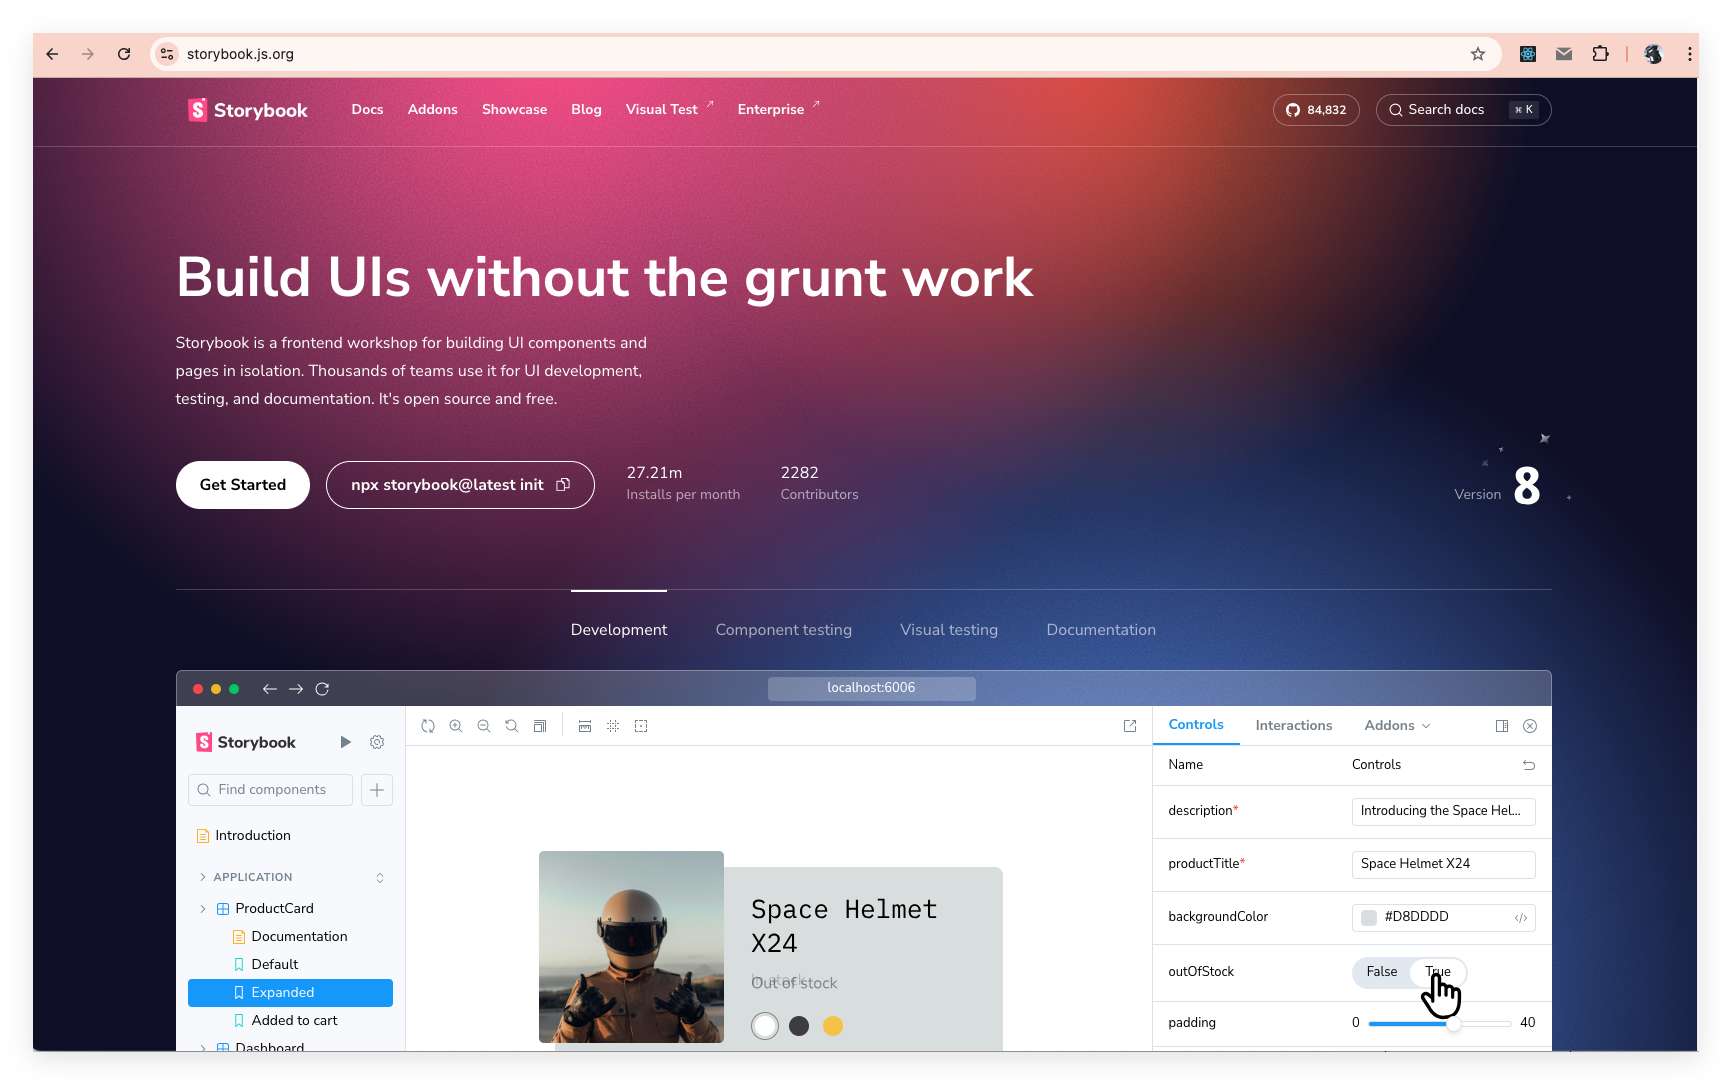 storybook.js.org
Storybook
Docs
Addons
Showcase
Blog
Visual Test
Enterprise
84,832
Search docs
⌘ K
Build UIs without the grunt work
Storybook is a frontend workshop for building UI components and
pages in isolation. Thousands of teams use it for UI development,
testing, and documentation. It's open source and free.
Get Started
npx storybook@latest init
27.21m
Installs per month
2282
Contributors
Version 8
Development
Component testing
Visual testing
Documentation
localhost:6006
Storybook
Find components
Introduction
APPLICATION
ProductCard
Documentation
Default
Expanded
Added to cart
Dashboard
Space Helmet
X24
In stock
Out of stock
Controls
Interactions
Addons
Name
Controls
description*
Introducing the Space Hel...
productTitle*
Space Helmet X24
backgroundColor
#D8DDDD
outOfStock
False
True
padding
0
40